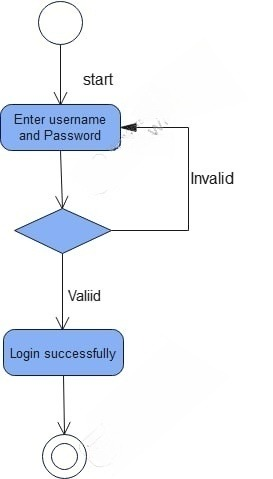 start
Enter username
and Password
Invalid
Valiid
Login successfully